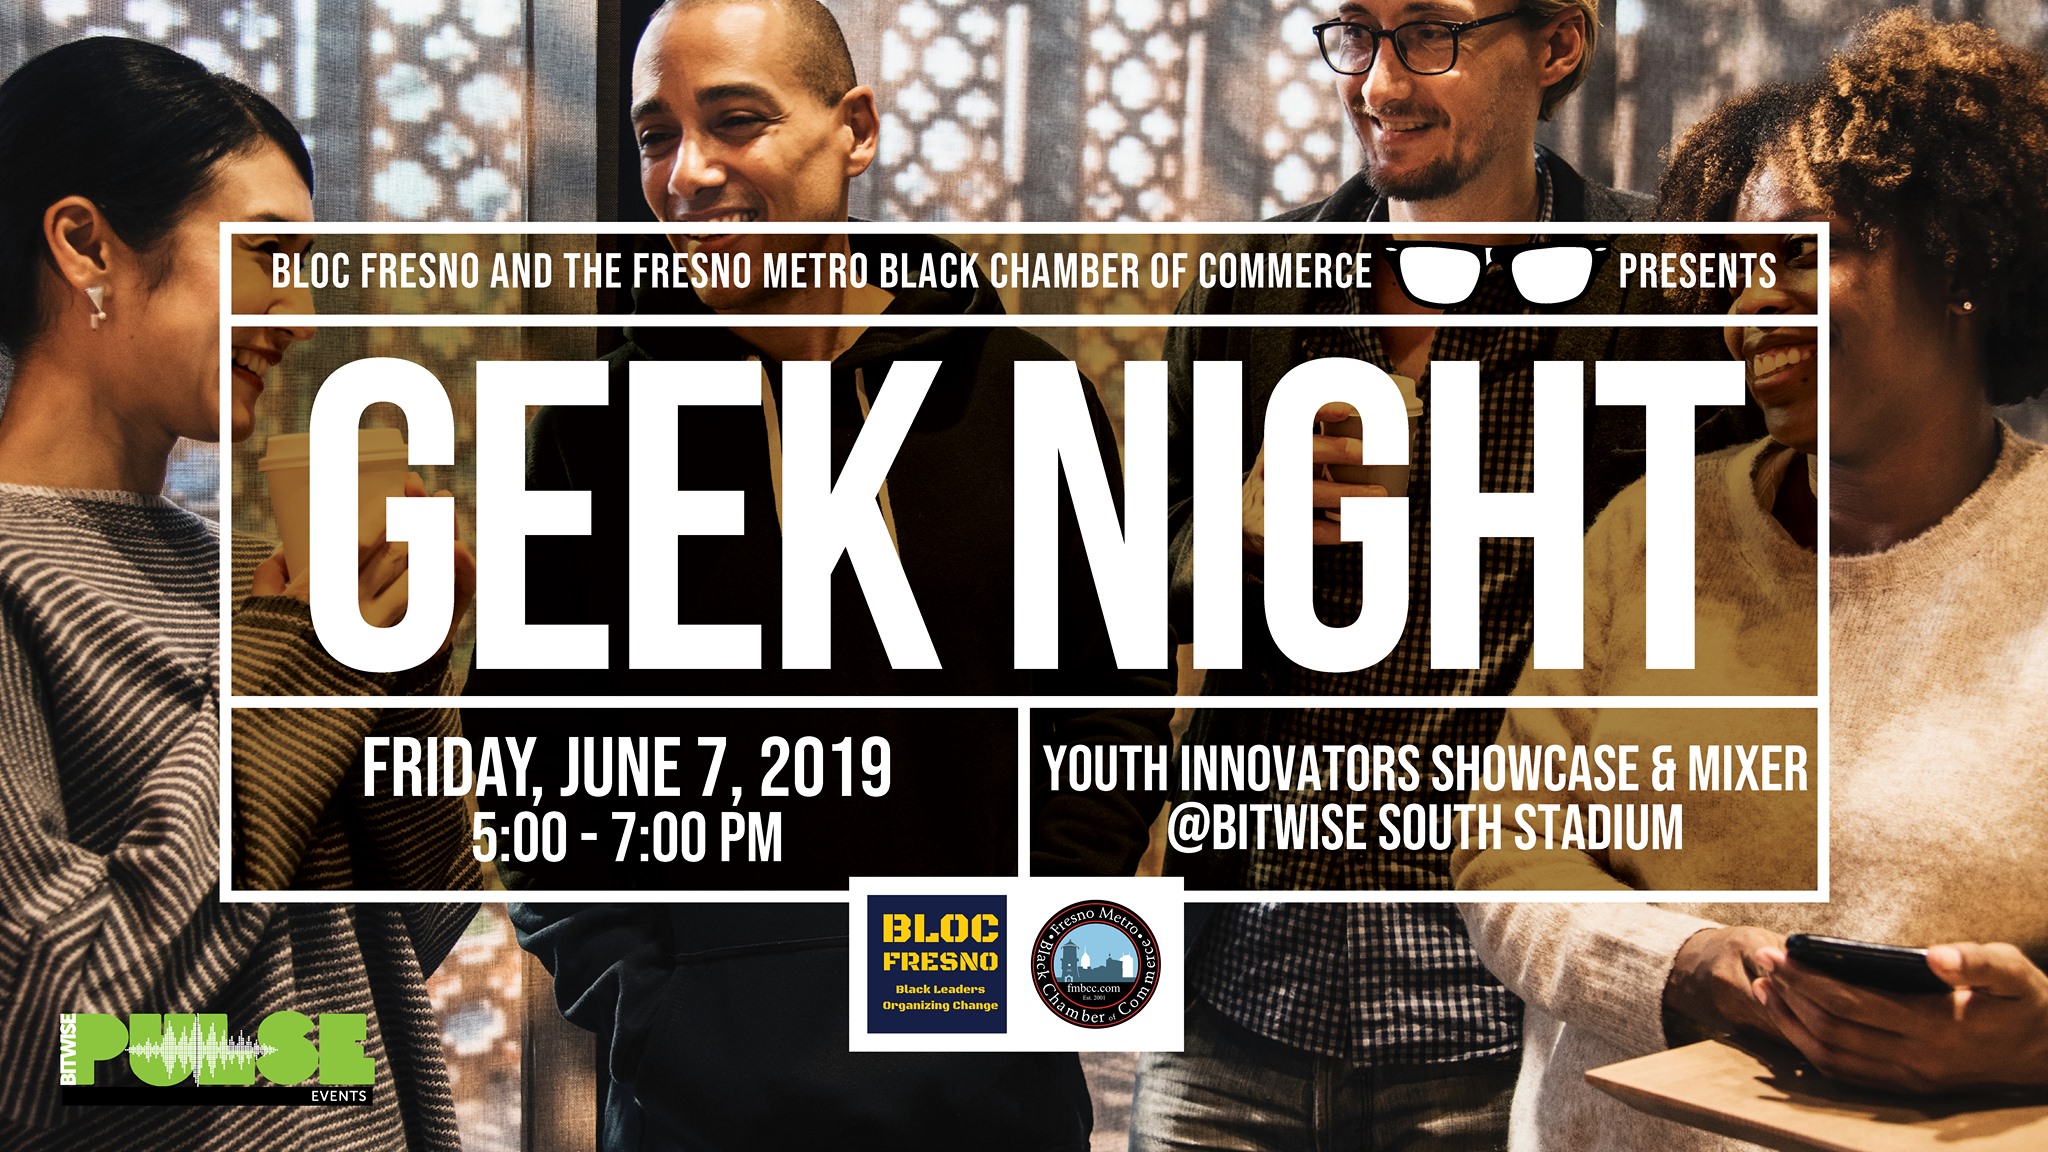 BLOC FRESNO AND THE FRESNO METRO BLACK CHAMBER OF COMMERCE PRESENTS
GEEK NIGHT
FRIDAY, JUNE 7, 2019
5:00 - 7:00 PM
YOUTH INNOVATORS SHOWCASE & MIXER
@BITWISE SOUTH STADIUM
BLOC
FRESNO
Black Leaders
Organizing Change
Fresno Metro
Black Chamber of Commerce
fmbcc.com
Est. 2001
BITWISE
PULSE
EVENTS